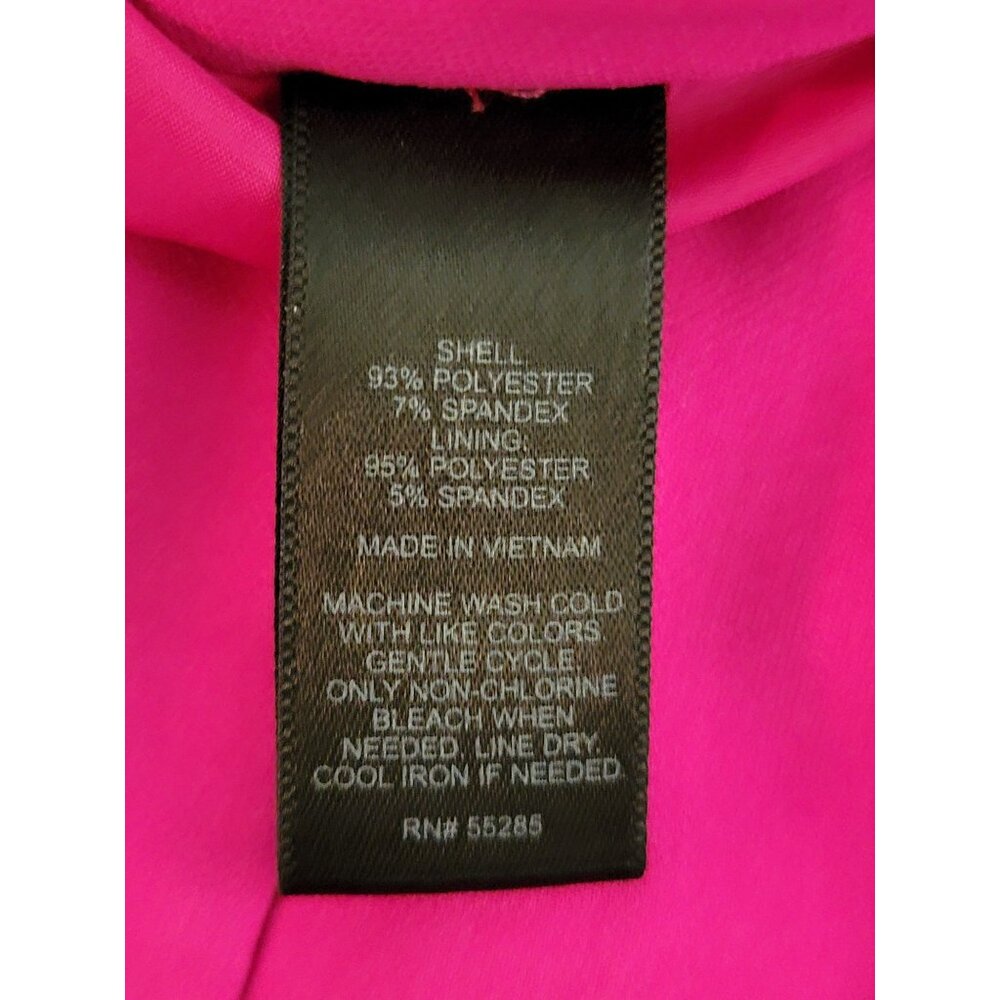 SHELL:
93% POLYESTER
7% SPANDEX
LINING:
95% POLYESTER
5% SPANDEX
MADE IN VIETNAM
MACHINE WASH COLD
WITH LIKE COLORS.
GENTLE CYCLE.
ONLY NON-CHLORINE
BLEACH WHEN
NEEDED. LINE DRY.
COOL IRON IF NEEDED.
RN# 55285